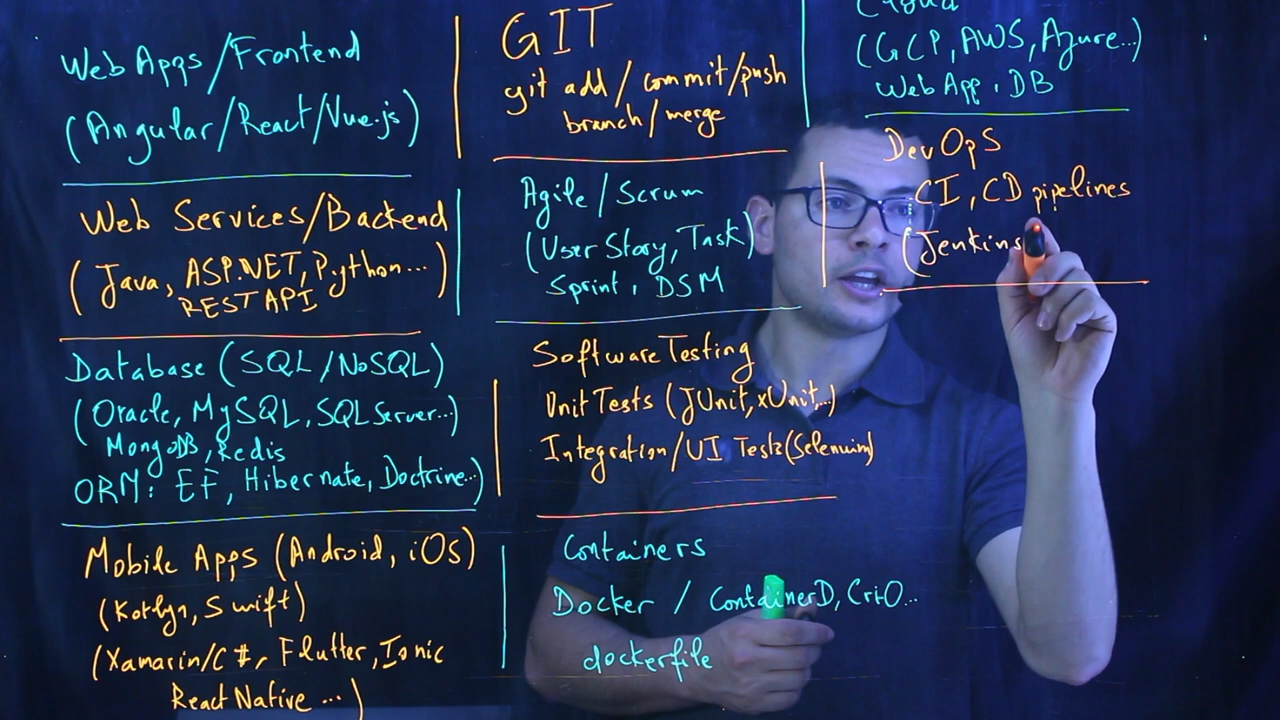 Web Apps/Frontend
(Angular/React/Vue.js)
Web Services/Backend
(Java, ASP.NET, Python...)
REST API
Database (SQL/NoSQL)
(Oracle, MySQL, SQL Server...)
MongoDB, Redis
ORM: EF, Hibernate, Doctrine...)
Mobile Apps (Android, iOS)
(Kotlyn, Swift)
(Xamarin/C#, Flutter, Ionic
React Native ...)
GIT
git add/commit/push
branch/merge
Agile/Scrum
(User Story, Task)
Sprint, DSM
Software Testing
Unit Tests (JUnit, xUnit,..)
Integration/UI Tests (Selenium)
Containers
Docker / ContainerD, CriO...
dockerfile
(GCP, AWS, Azure..)
WebApp, DB
DevOpS
CI, CD pipelines
(Jenkins